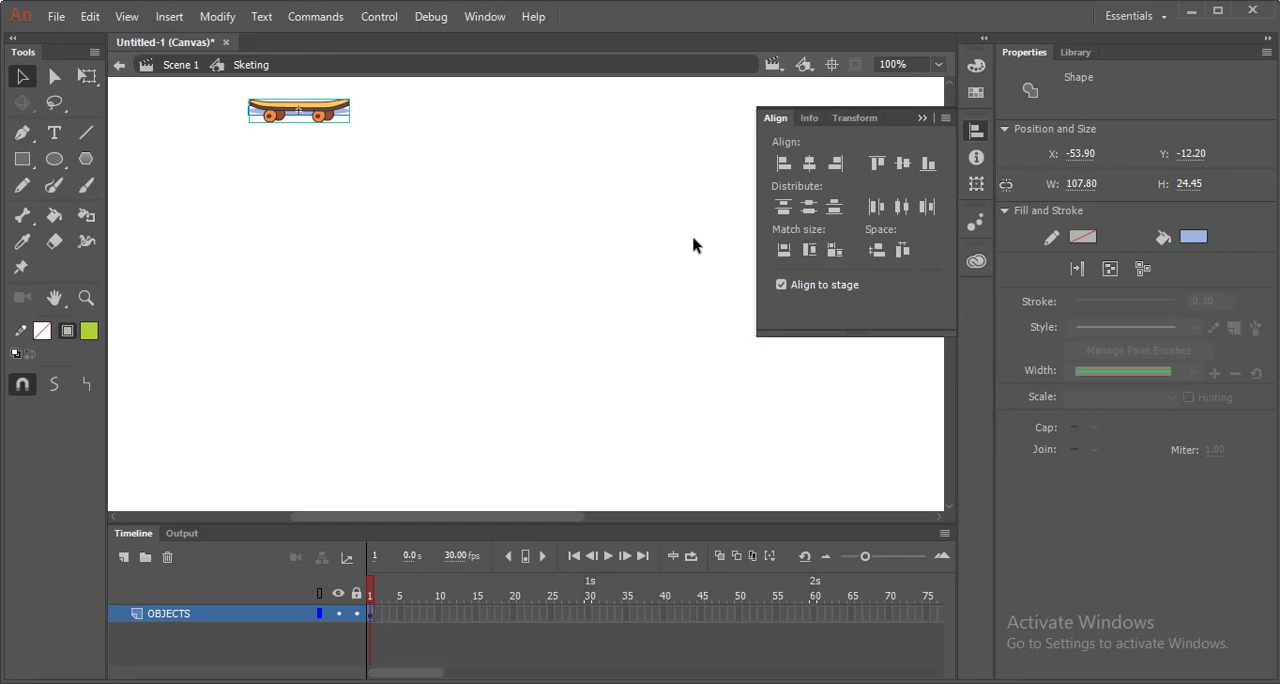 An File Edit View Insert Modify Text Commands Control Debug Window Help Essentials
Tools Untitled-1 (Canvas)* Properties Library
Scene 1 Sketing 100%
Shape
Align Info Transform
Align:
Distribute:
Match size: Space:
Align to stage
Position and Size
X: -53.90 Y: -12.20
W: 107.80 H: 24.45
Fill and Stroke
Stroke: 0.10
Style:
Manage Paint Brushes
Width:
Scale: Hinting
Cap:
Join: Miter: 1.00
Timeline Output
1 0.0 s 30.00 fps
1s 2s
1 5 10 15 20 25 30 35 40 45 50 55 60 65 70 75
OBJECTS
Activate Windows
Go to Settings to activate Windows.